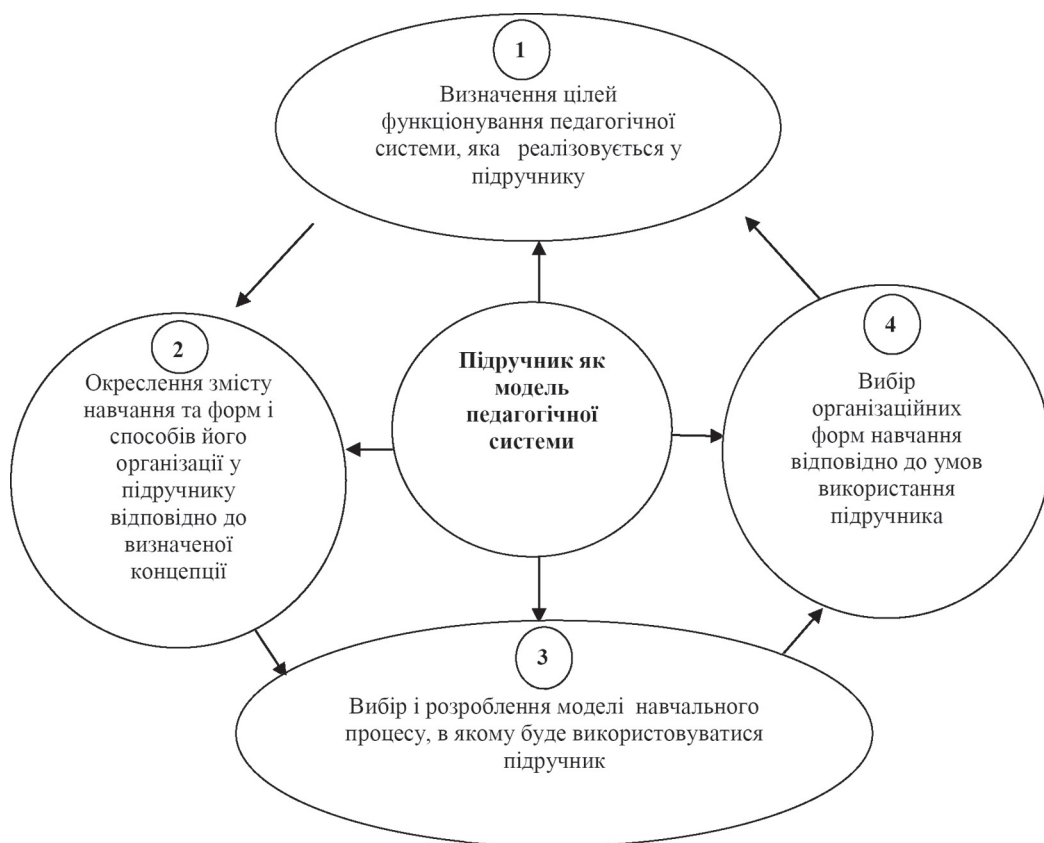 1
Визначення цілей
функціонування педагогічної
системи, яка реалізовується у
підручнику
2
Окреслення змісту
навчання та форм і
способів його
організації у
підручнику
відповідно до
визначеної
концепції
Підручник як
модель
педагогічної
системи
4
Вибір
організаційних
форм навчання
відповідно до умов
використання
підручника
3
Вибір і розроблення моделі навчального
процесу, в якому буде використовуватися
підручник